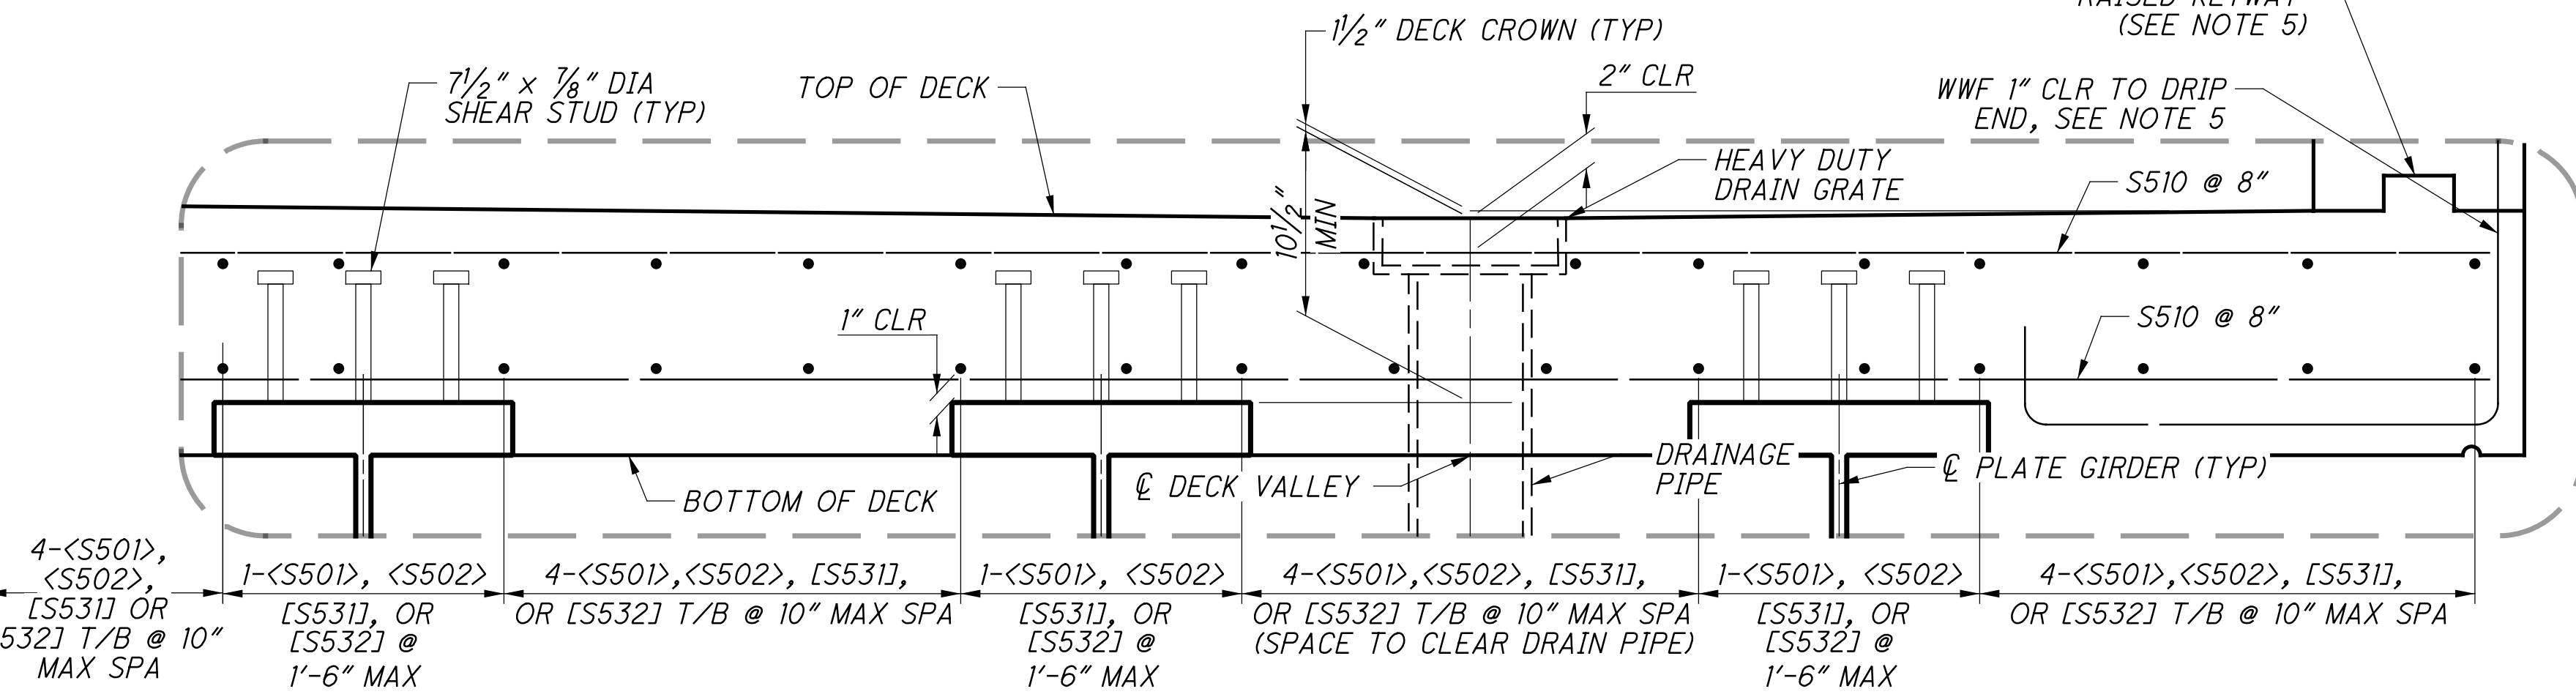 1½" DECK CROWN (TYP)
(SEE NOTE 5)
7½" x ⅞" DIA
SHEAR STUD (TYP)
TOP OF DECK
2" CLR
WWF 1" CLR TO DRIP
END, SEE NOTE 5
HEAVY DUTY
DRAIN GRATE
S510 @ 8"
10½"
MIN
1" CLR
S510 @ 8"
BOTTOM OF DECK
℄ DECK VALLEY
DRAINAGE
PIPE
℄ PLATE GIRDER (TYP)
4-<S501>,
<S502>,
[S531] OR
532] T/B @ 10"
MAX SPA
1-<S501>, <S502>
[S531], OR
[S532] @
1'-6" MAX
4-<S501>,<S502>, [S531],
OR [S532] T/B @ 10" MAX SPA
1-<S501>, <S502>
[S531], OR
[S532] @
1'-6" MAX
4-<S501>,<S502>, [S531],
OR [S532] T/B @ 10" MAX SPA
(SPACE TO CLEAR DRAIN PIPE)
1-<S501>, <S502>
[S531], OR
[S532] @
1'-6" MAX
4-<S501>,<S502>, [S531],
OR [S532] T/B @ 10" MAX SPA